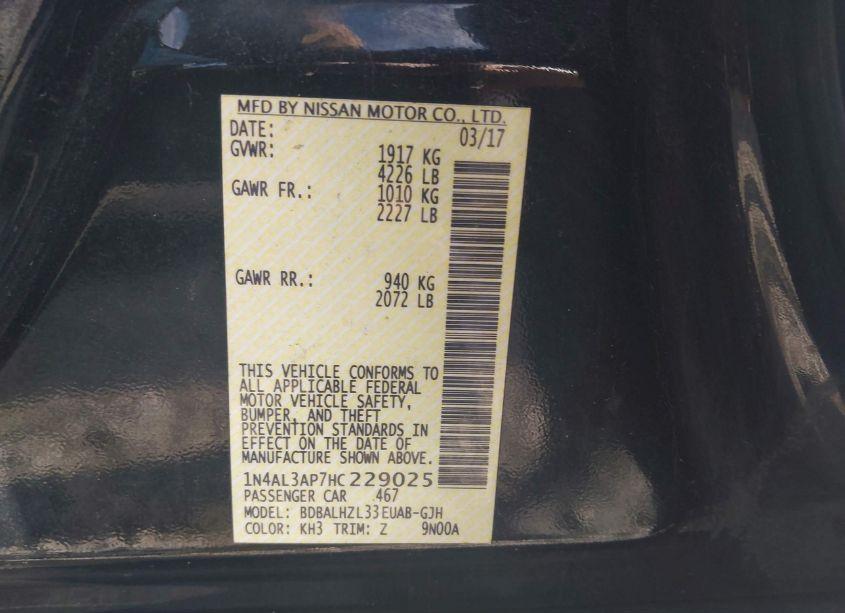 MFD BY NISSAN MOTOR CO., LTD.
DATE: 03/17
GVWR: 1917 KG
4226 LB
GAWR FR.: 1010 KG
2227 LB
GAWR RR.: 940 KG
2072 LB
THIS VEHICLE CONFORMS TO
ALL APPLICABLE FEDERAL
MOTOR VEHICLE SAFETY,
BUMPER, AND THEFT
PREVENTION STANDARDS IN
EFFECT ON THE DATE OF
MANUFACTURE SHOWN ABOVE.
1N4AL3AP7HC229025
PASSENGER CAR 467
MODEL: BDBALHZL33EUAB-GJH
COLOR: KH3 TRIM: Z 9N00A